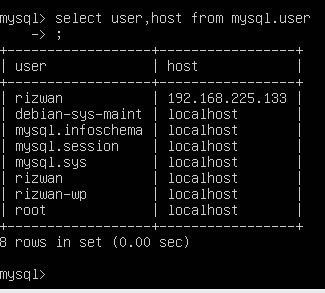 mysql> select user,host from mysql.user
    -> ;
+------------------+-----------------+
| user             | host            |
+------------------+-----------------+
| rizwan           | 192.168.225.133 |
| debian-sys-maint | localhost       |
| mysql.infoschema | localhost       |
| mysql.session    | localhost       |
| mysql.sys        | localhost       |
| rizwan           | localhost       |
| rizwan-wp        | localhost       |
| root             | localhost       |
+------------------+-----------------+
8 rows in set (0.00 sec)
mysql>